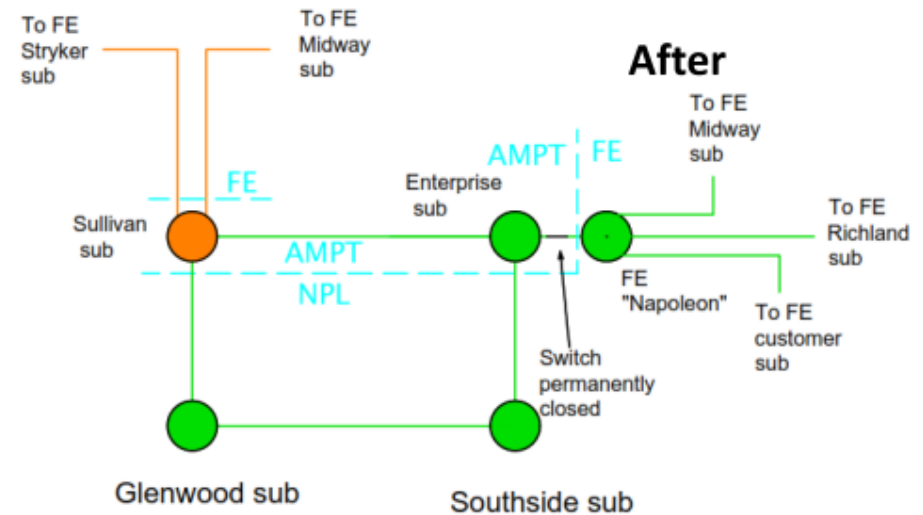 To FE
Stryker
sub
To FE
Midway
sub
After
To FE
Midway
sub
AMPT
FE
FE
Enterprise
sub
Sullivan
sub
To FE
Richland
sub
AMPT
NPL
FE
"Napoleon"
To FE
customer
sub
Switch
permanently
closed
Glenwood sub
Southside sub